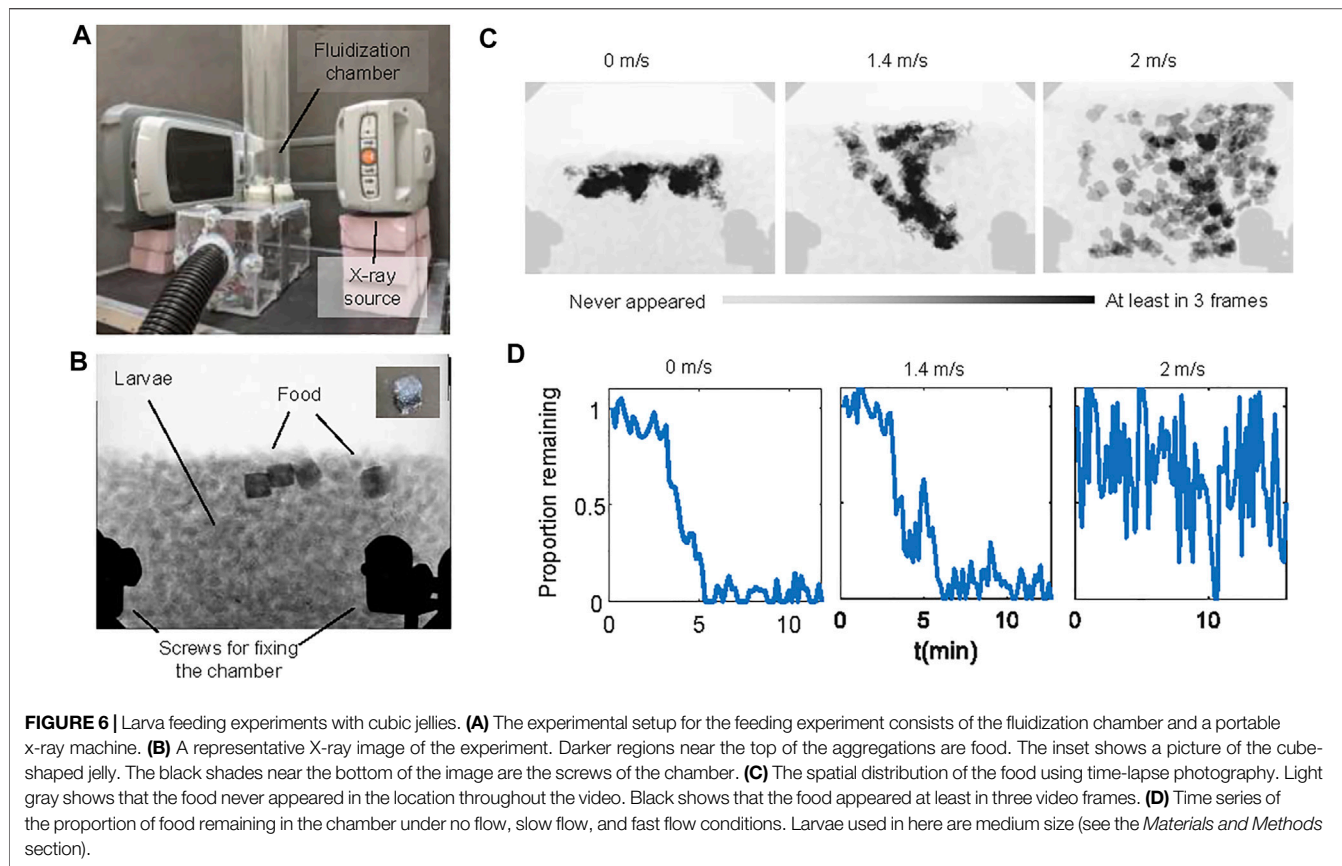 A
Fluidization
chamber
X-ray
source
B
Larvae
Food
Screws for fixing
the chamber
C
0 m/s
1.4 m/s
2 m/s
Never appeared
At least in 3 frames
D
0 m/s
1.4 m/s
2 m/s
Proportion remaining
1
0.5
0
0 5 10
0 5 10
0 10
t(min)
FIGURE 6 | Larva feeding experiments with cubic jellies. (A) The experimental setup for the feeding experiment consists of the fluidization chamber and a portable
x-ray machine. (B) A representative X-ray image of the experiment. Darker regions near the top of the aggregations are food. The inset shows a picture of the cube-
shaped jelly. The black shades near the bottom of the image are the screws of the chamber. (C) The spatial distribution of the food using time-lapse photography. Light
gray shows that the food never appeared in the location throughout the video. Black shows that the food appeared at least in three video frames. (D) Time series of
the proportion of food remaining in the chamber under no flow, slow flow, and fast flow conditions. Larvae used in here are medium size (see the Materials and Methods
section).